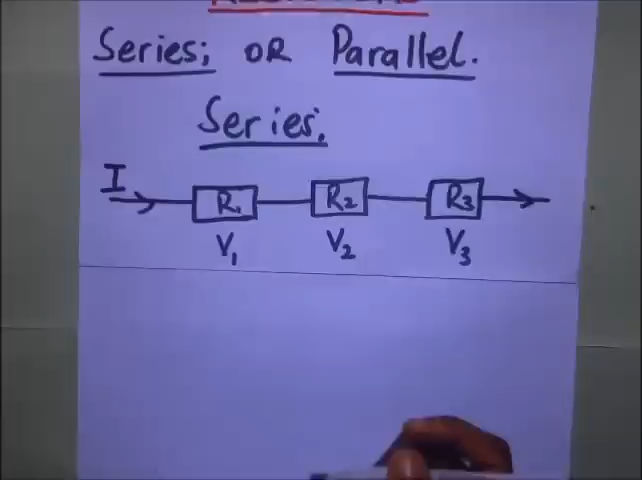 Series; OR Parallel.
Series.
I
R1 R2 R3
V1 V2 V3